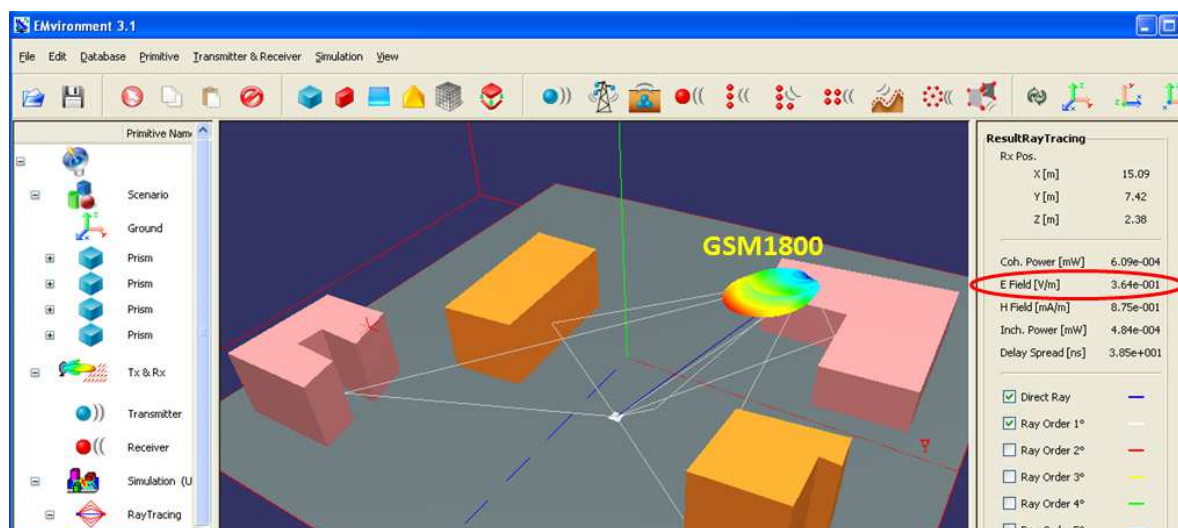 EMvironment 3.1
File Edit Database Primitive Transmitter & Receiver Simulation View
Primitive Nam
Scenario
Ground
Prism
Prism
Prism
Prism
Tx & Rx
Transmitter
Receiver
Simulation (U
RayTracing
GSM1800
Y
ResultRayTracing
Rx Pos.
X [m] 15.09
Y [m] 7.42
Z [m] 2.38
Coh. Power [mW] 6.09e-004
E Field [V/m] 3.64e-001
H Field [mA/m] 8.75e-001
Inch. Power [mW] 4.84e-004
Delay Spread [ns] 3.85e+001
Direct Ray
Ray Order 1°
Ray Order 2°
Ray Order 3°
Ray Order 4°